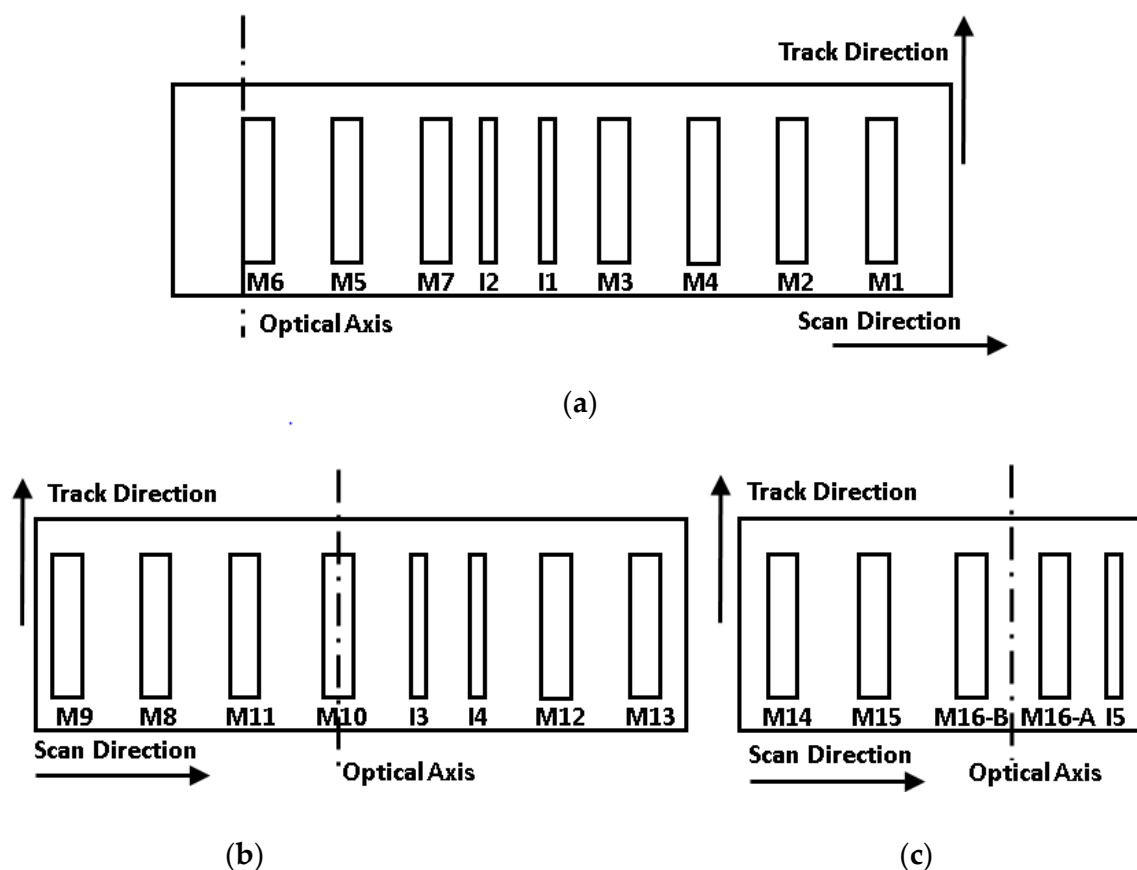 Track Direction
M6 M5 M7 I2 I1 M3 M4 M2 M1
Optical Axis
Scan Direction
(a)
Track Direction
M9 M8 M11 M10 I3 I4 M12 M13
Scan Direction
Optical Axis
(b)
Track Direction
M14 M15 M16-B M16-A I5
Scan Direction
Optical Axis
(c)